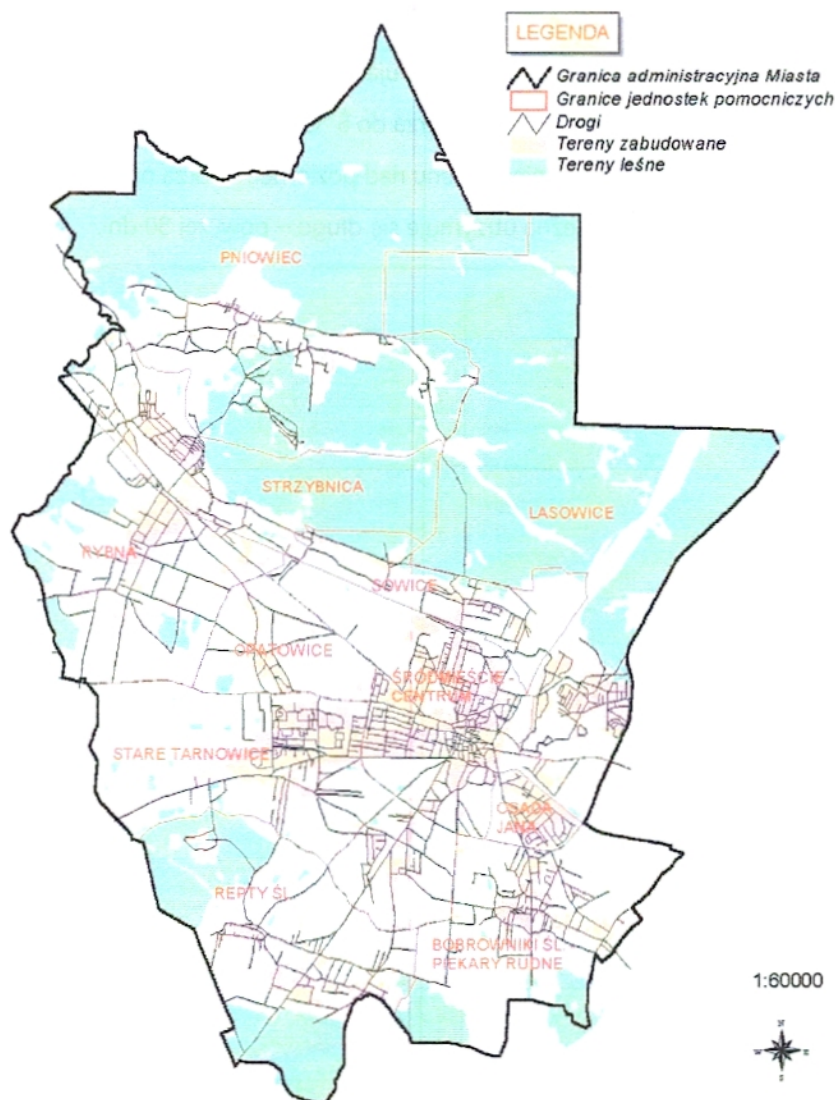 LEGENDA
Granica administracyjna Miasta
Granice jednostek pomocniczych
Drogi
Tereny zabudowane
Tereny leśne
PNIOWIEC
STRZYBNICA
LASOWICE
RYBNA
SOWICE
OPATOWICE
ŚRODMIEŚCIE -
CENTRUM
STARE TARNOWICE
OSADA
JANA
REPTY ŚL
BOBROWNIKI ŚL -
PIEKARY RUDNE
1:60000
N
W
E
S